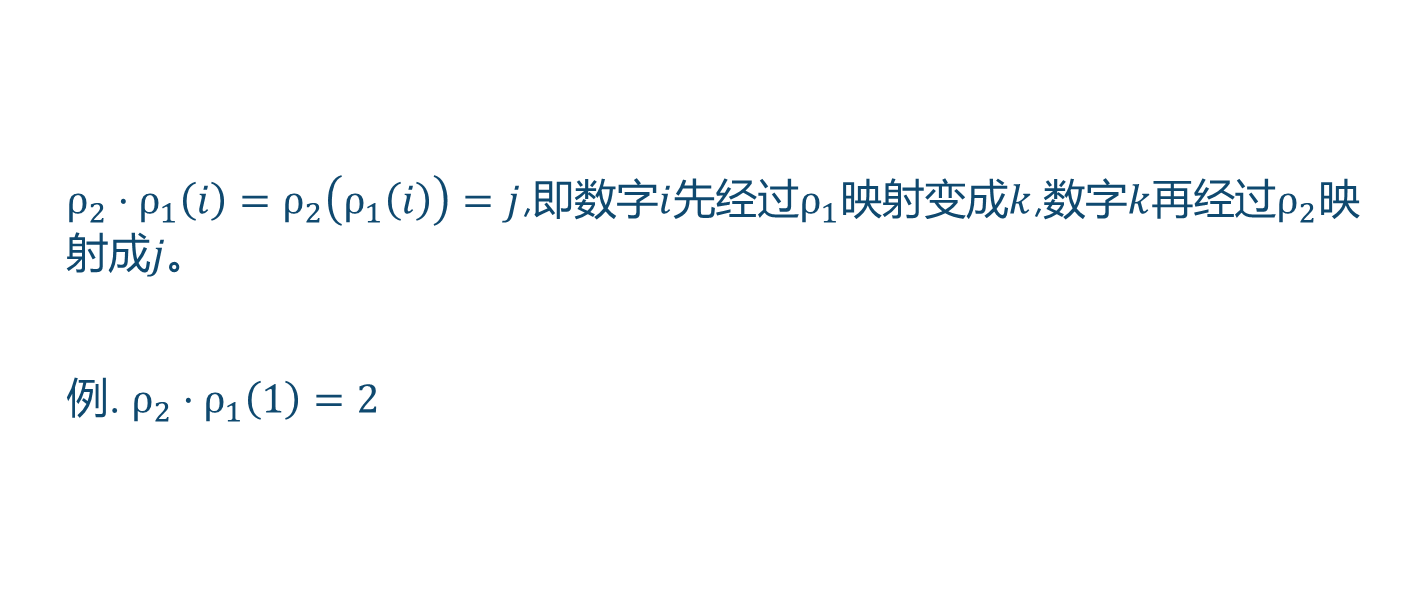 ρ₂ · ρ₁(i) = ρ₂(ρ₁(i)) = j,即数字i先经过ρ₁映射变成k,数字k再经过ρ₂映
射成j。
例. ρ₂ · ρ₁(1) = 2